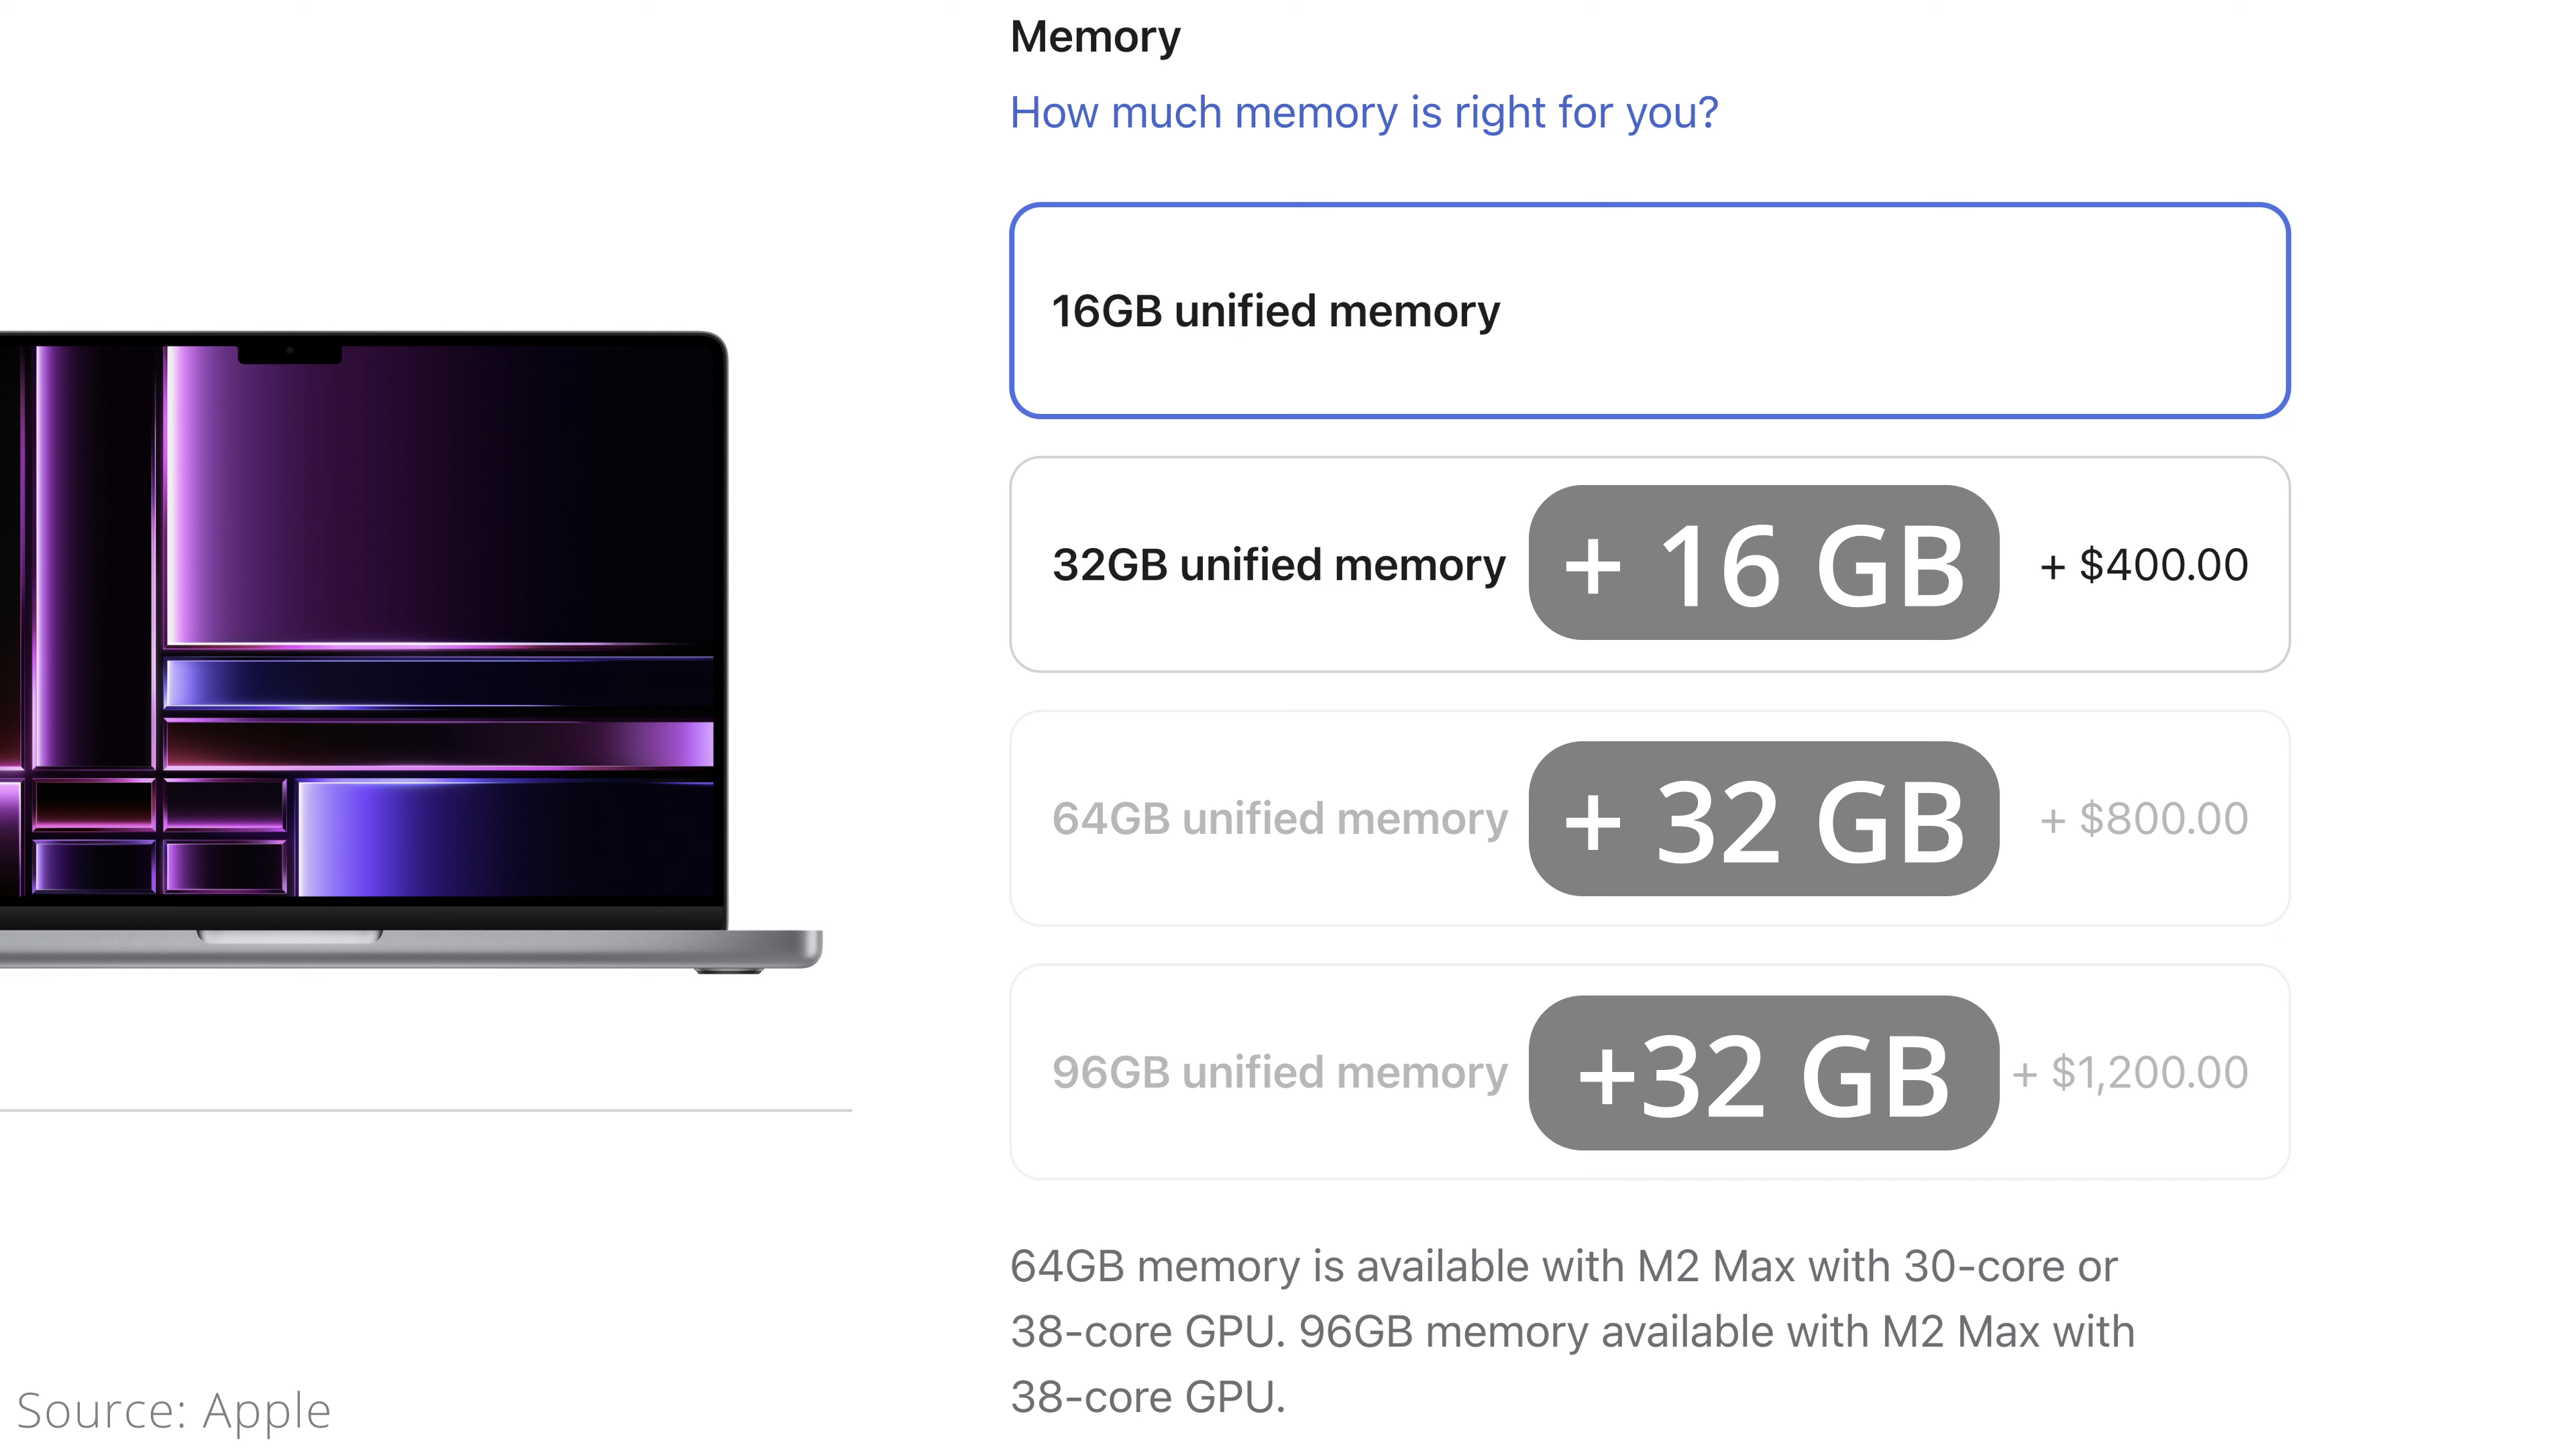 Memory
How much memory is right for you?
16GB unified memory
32GB unified memory + 16 GB + $400.00
64GB unified memory + 32 GB + $800.00
96GB unified memory +32 GB + $1,200.00
64GB memory is available with M2 Max with 30-core or
38-core GPU. 96GB memory available with M2 Max with
38-core GPU.
Source: Apple